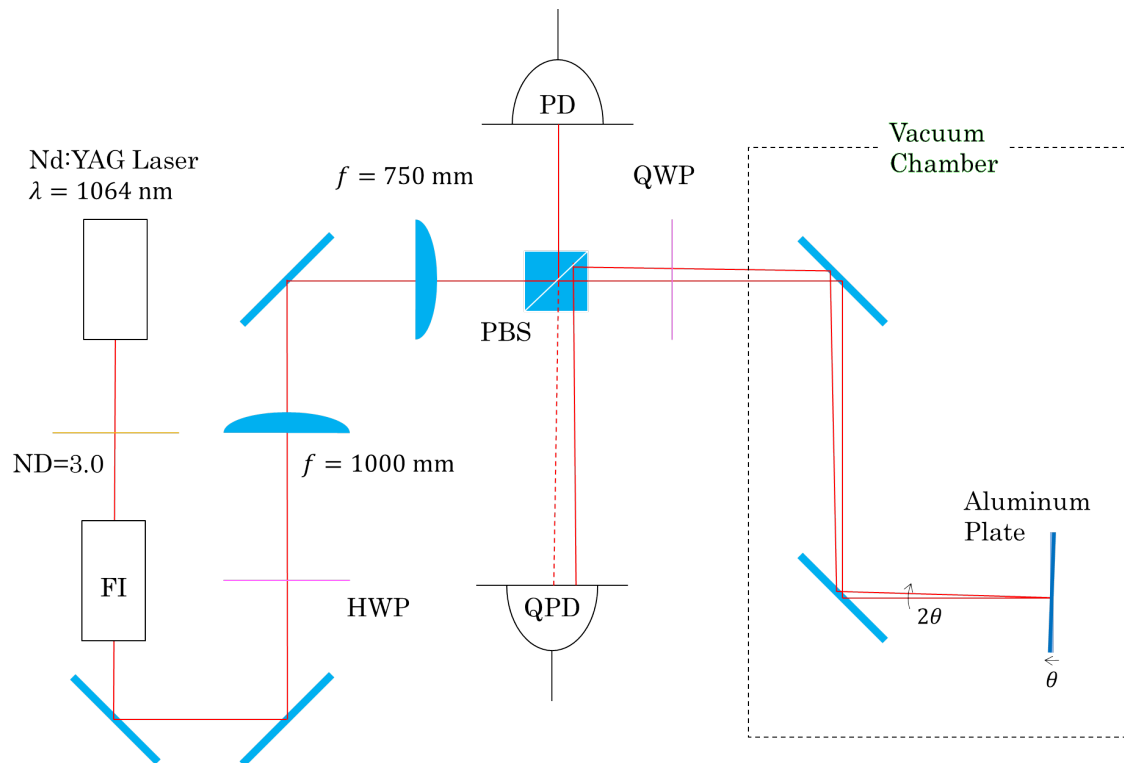 PD
Vacuum
Chamber
Nd:YAG Laser
λ = 1064 nm
f = 750 mm
QWP
PBS
ND=3.0
f = 1000 mm
Aluminum
Plate
FI
HWP
QPD
2θ
θ